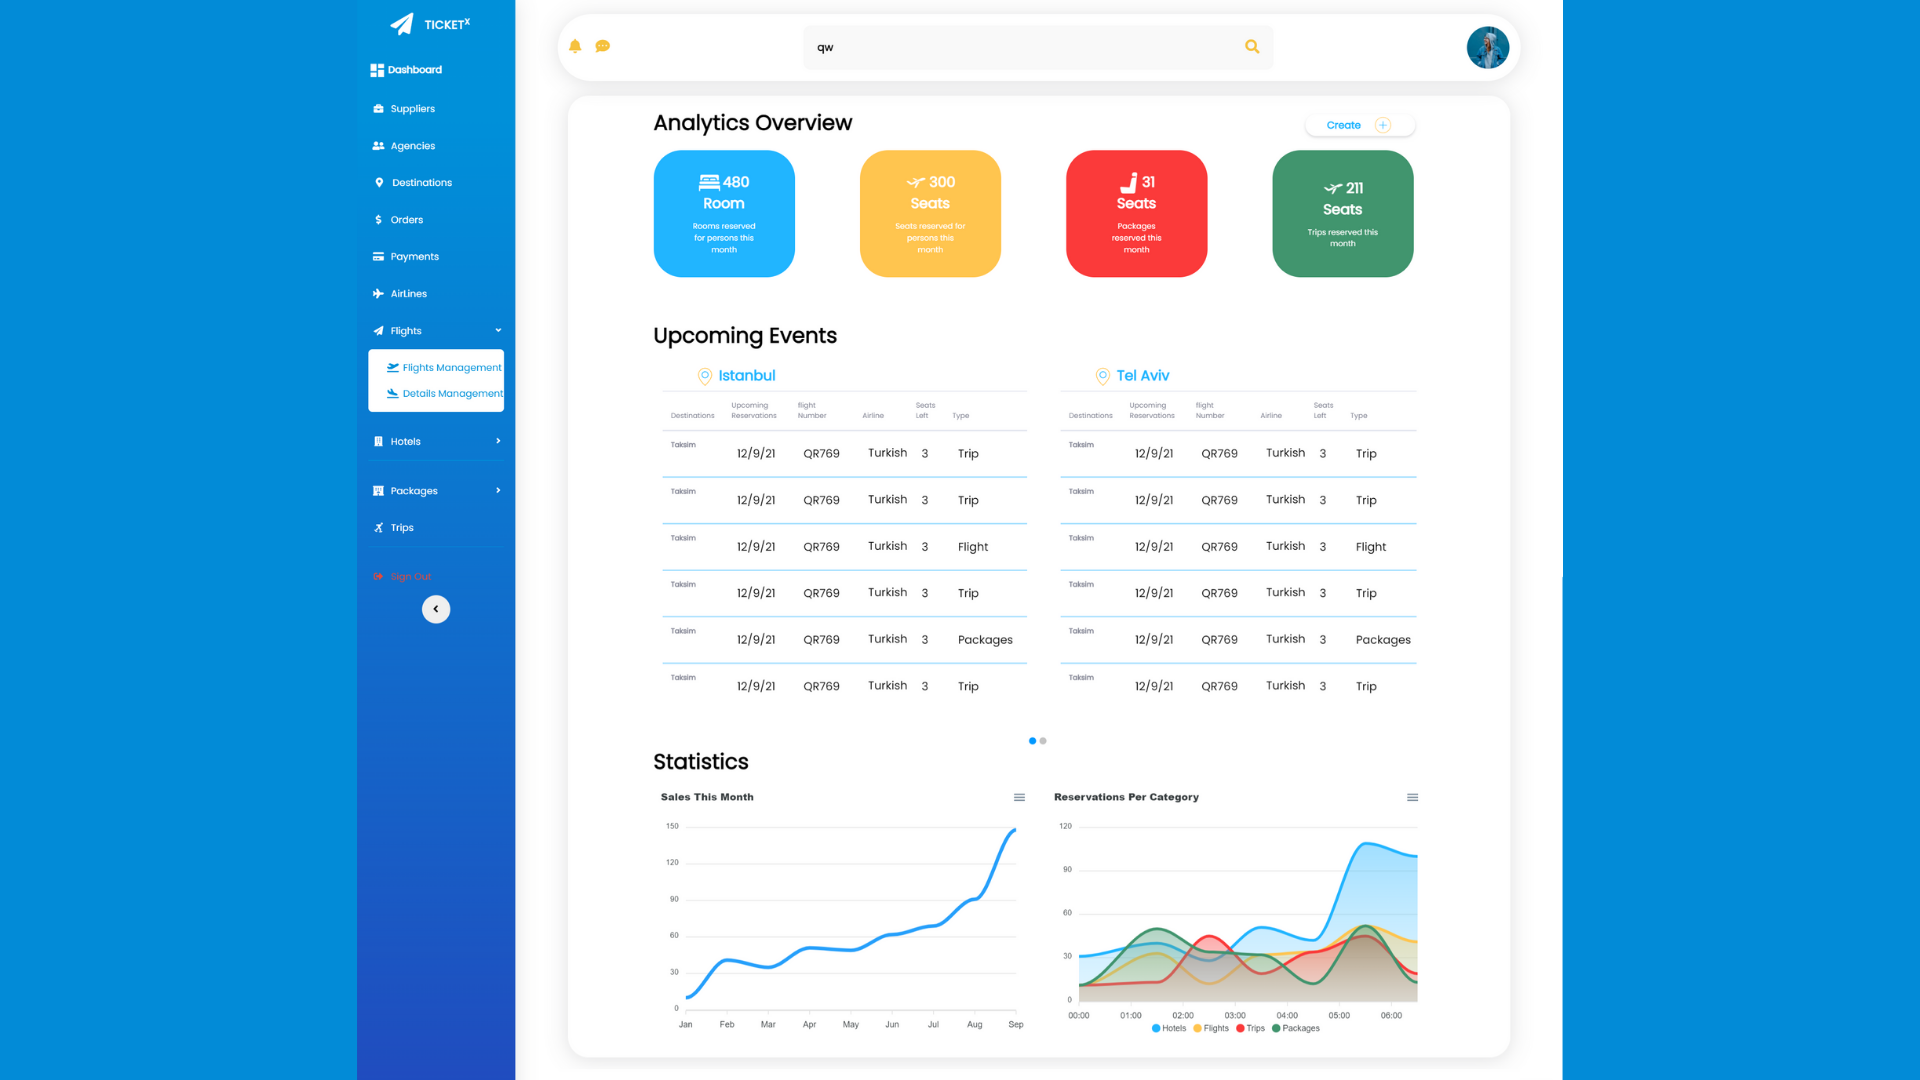 TICKETX
Dashboard
Suppliers
Agencies
Destinations
Orders
Payments
AirLines
Flights
Flights Management
Details Management
Hotels
Packages
Trips
Sign Out
qw
Analytics Overview
Create
480
Room
Rooms reserved
for persons this
month
300
Seats
Seats reserved for
persons this
month
31
Seats
Packages
reserved this
month
211
Seats
Trips reserved this
month
Upcoming Events
Istanbul
Destinations Upcoming Reservations flight Number Airline Seats Left Type
Taksim 12/9/21 QR769 Turkish 3 Trip
Taksim 12/9/21 QR769 Turkish 3 Trip
Taksim 12/9/21 QR769 Turkish 3 Flight
Taksim 12/9/21 QR769 Turkish 3 Trip
Taksim 12/9/21 QR769 Turkish 3 Packages
Taksim 12/9/21 QR769 Turkish 3 Trip
Tel Aviv
Destinations Upcoming Reservations flight Number Airline Seats Left Type
Taksim 12/9/21 QR769 Turkish 3 Trip
Taksim 12/9/21 QR769 Turkish 3 Trip
Taksim 12/9/21 QR769 Turkish 3 Flight
Taksim 12/9/21 QR769 Turkish 3 Trip
Taksim 12/9/21 QR769 Turkish 3 Packages
Taksim 12/9/21 QR769 Turkish 3 Trip
Statistics
Sales This Month
150
120
90
60
30
0
Jan Feb Mar Apr May Jun Jul Aug Sep
Reservations Per Category
120
90
60
30
0
00:00 01:00 02:00 03:00 04:00 05:00 06:00
Hotels Flights Trips Packages